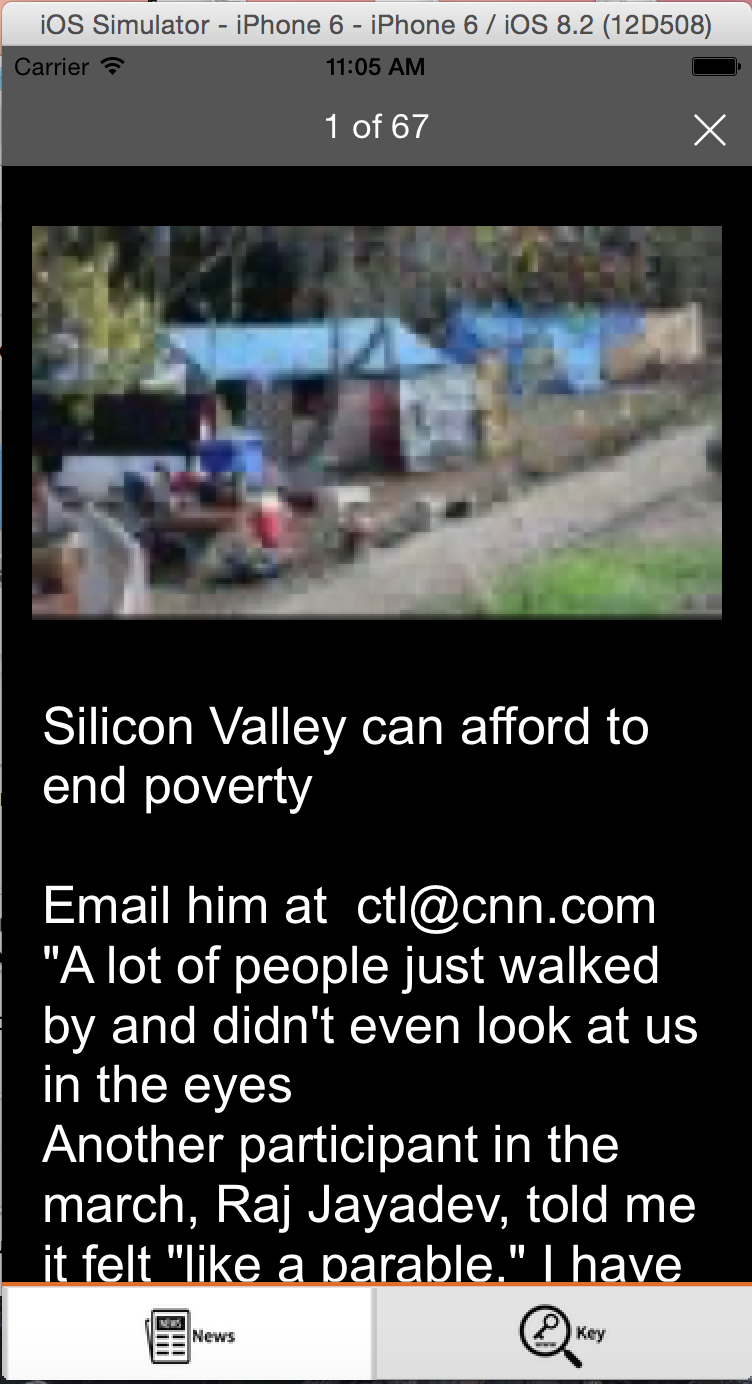 iOS Simulator - iPhone 6 - iPhone 6 / iOS 8.2 (12D508)
Carrier 11:05 AM
1 of 67
Silicon Valley can afford to
end poverty
Email him at  ctl@cnn.com
"A lot of people just walked
by and didn't even look at us
in the eyes
Another participant in the
march, Raj Jayadev, told me
it felt "like a parable." I have
NEWS News
Key